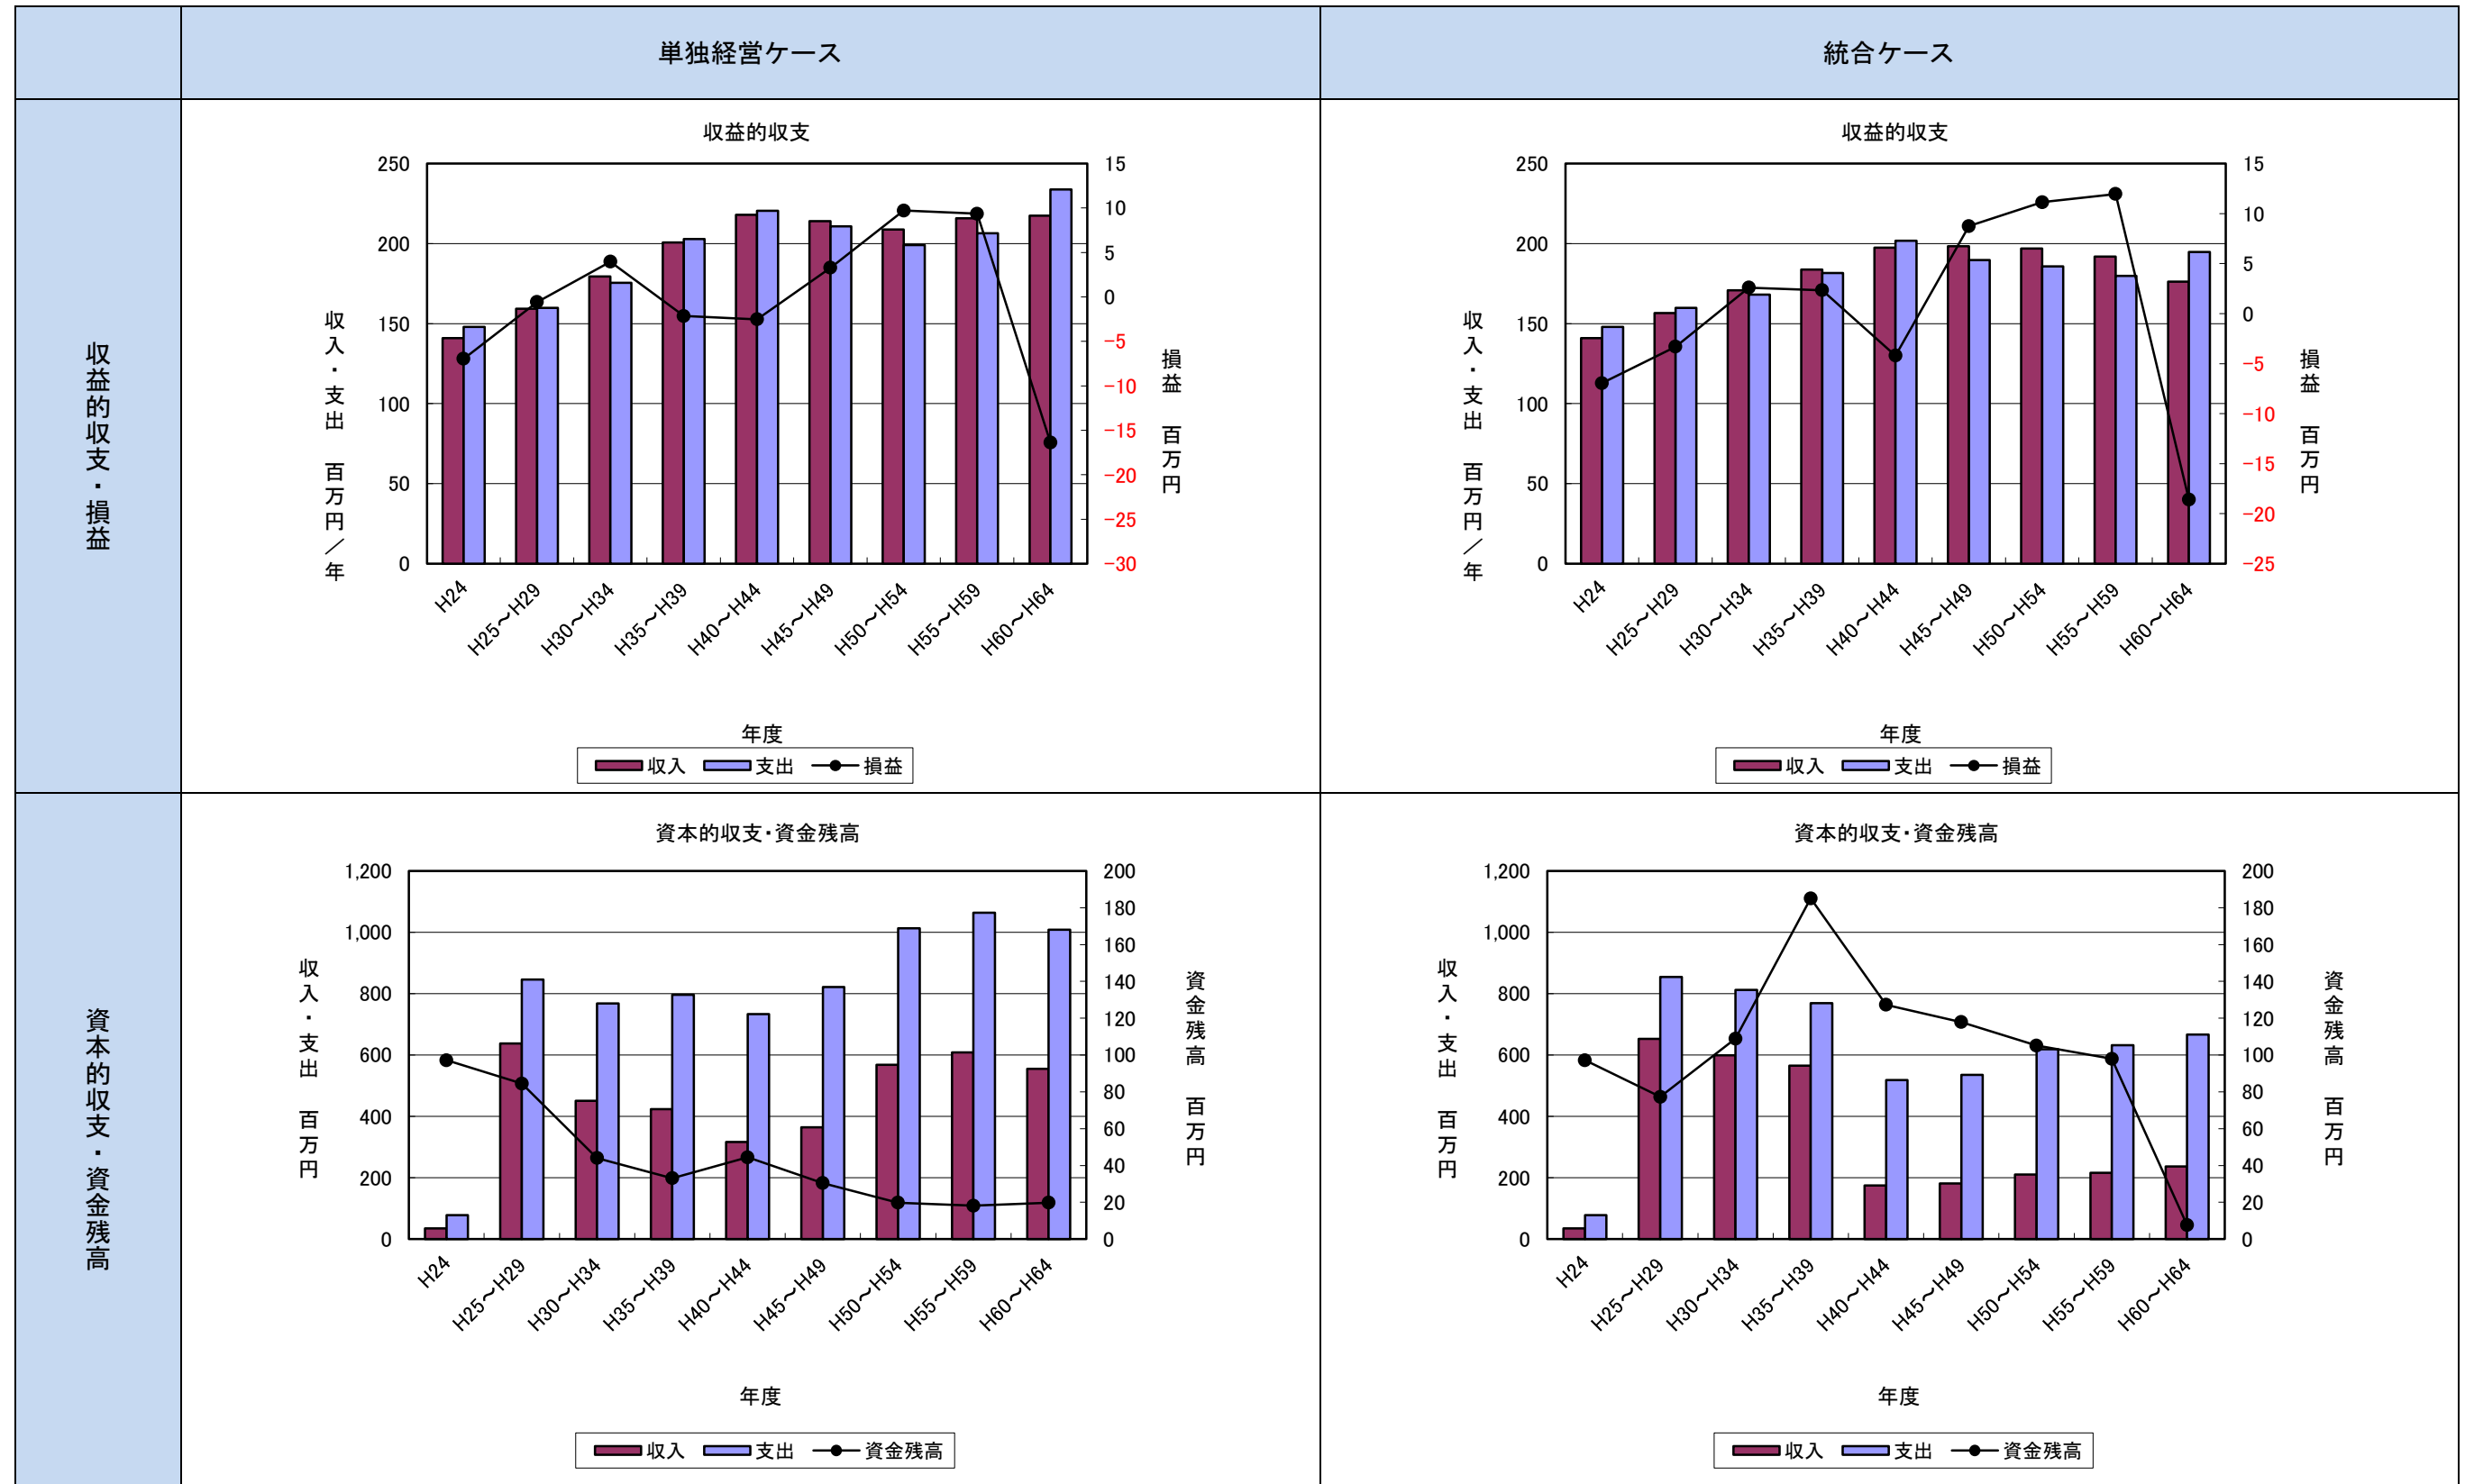 単独経営ケース
統合ケース
収益的収支・損益
収益的収支
250
200
150
100
50
0
15
10
5
0
-5
-10
-15
-20
-25
-30
収入・支出 百万円/年
損益 百万円
H24
H25~H29
H30~H34
H35~H39
H40~H44
H45~H49
H50~H54
H55~H59
H60~H64
年度
収入 支出 損益
収益的収支
250
200
150
100
50
0
15
10
5
0
-5
-10
-15
-20
-25
収入・支出 百万円/年
損益 百万円
H24
H25~H29
H30~H34
H35~H39
H40~H44
H45~H49
H50~H54
H55~H59
H60~H64
年度
収入 支出 損益
資本的収支・資金残高
資本的収支・資金残高
1,200
1,000
800
600
400
200
0
200
180
160
140
120
100
80
60
40
20
0
収入・支出 百万円
資金残高 百万円
H24
H25~H29
H30~H34
H35~H39
H40~H44
H45~H49
H50~H54
H55~H59
H60~H64
年度
収入 支出 資金残高
資本的収支・資金残高
1,200
1,000
800
600
400
200
0
200
180
160
140
120
100
80
60
40
20
0
収入・支出 百万円
資金残高 百万円
H24
H25~H29
H30~H34
H35~H39
H40~H44
H45~H49
H50~H54
H55~H59
H60~H64
年度
収入 支出 資金残高